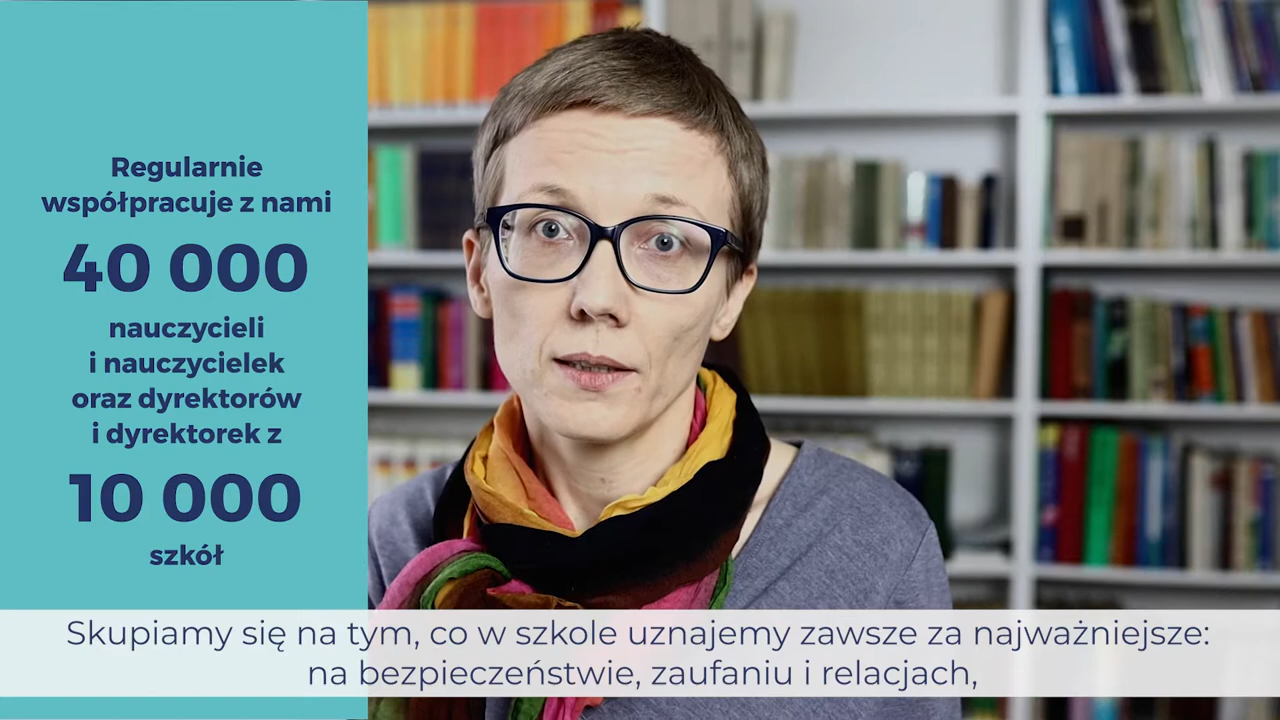 Regularnie
współpracuje z nami
40 000
nauczycieli
i nauczycielek
oraz dyrektorów
i dyrektorek z
10 000
szkół
Skupiamy się na tym, co w szkole uznajemy zawsze za najważniejsze:
na bezpieczeństwie, zaufaniu i relacjach,